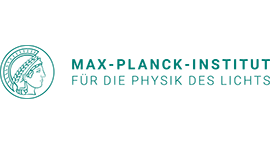 MAX-PLANCK-INSTITUT
FÜR DIE PHYSIK DES LICHTS